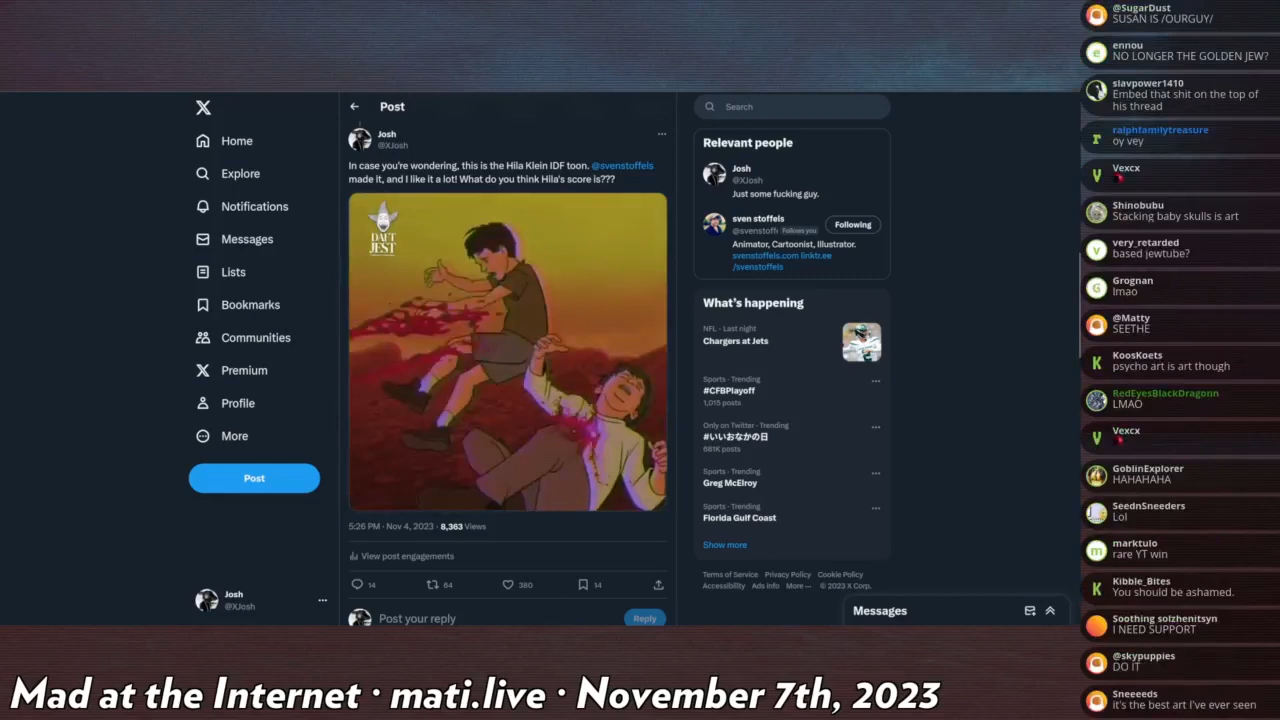 Post
Josh
@XJosh
In case you're wondering, this is the Hila Klein IDF toon. @svenstoffels
made it, and I like it a lot! What do you think Hila's score is???
DAFT
JEST
5:26 PM · Nov 4, 2023 · 8,363 Views
View post engagements
14
64
380
14
Post your reply
Reply
Home
Explore
Notifications
Messages
Lists
Bookmarks
Communities
Premium
Profile
More
Post
Josh
@XJosh
Search
Relevant people
Josh
@XJosh
Just some fucking guy.
sven stoffels
@svenstoff Follows you
Following
Animator, Cartoonist, Illustrator.
svenstoffels.com linktr.ee
/svenstoffels
What's happening
NFL · Last night
Chargers at Jets
Sports · Trending
#CFBPlayoff
1,015 posts
Only on Twitter · Trending
#いいおなかの日
681K posts
Sports · Trending
Greg McElroy
Sports · Trending
Florida Gulf Coast
Show more
Terms of Service Privacy Policy Cookie Policy
Accessibility Ads info More··· © 2023 X Corp.
Messages
@SugarDust
SUSAN IS /OURGUY/
ennou
NO LONGER THE GOLDEN JEW?
slavpower1410
Embed that shit on the top of
his thread
ralphfamilytreasure
oy vey
Vexcx
Shinobubu
Stacking baby skulls is art
very_retarded
based jewtube?
Grognan
lmao
@Matty
SEETHE
KoosKoets
psycho art is art though
RedEyesBlackDragonn
LMAO
Vexcx
GoblinExplorer
HAHAHAHA
SeednSneeders
Lol
marktulo
rare YT win
Kibble_Bites
You should be ashamed.
Soothing solzhenitsyn
I NEED SUPPORT
@skypuppies
DO IT
Sneeeeds
it's the best art I've ever seen
Mad at the Internet · mati.live · November 7th, 2023